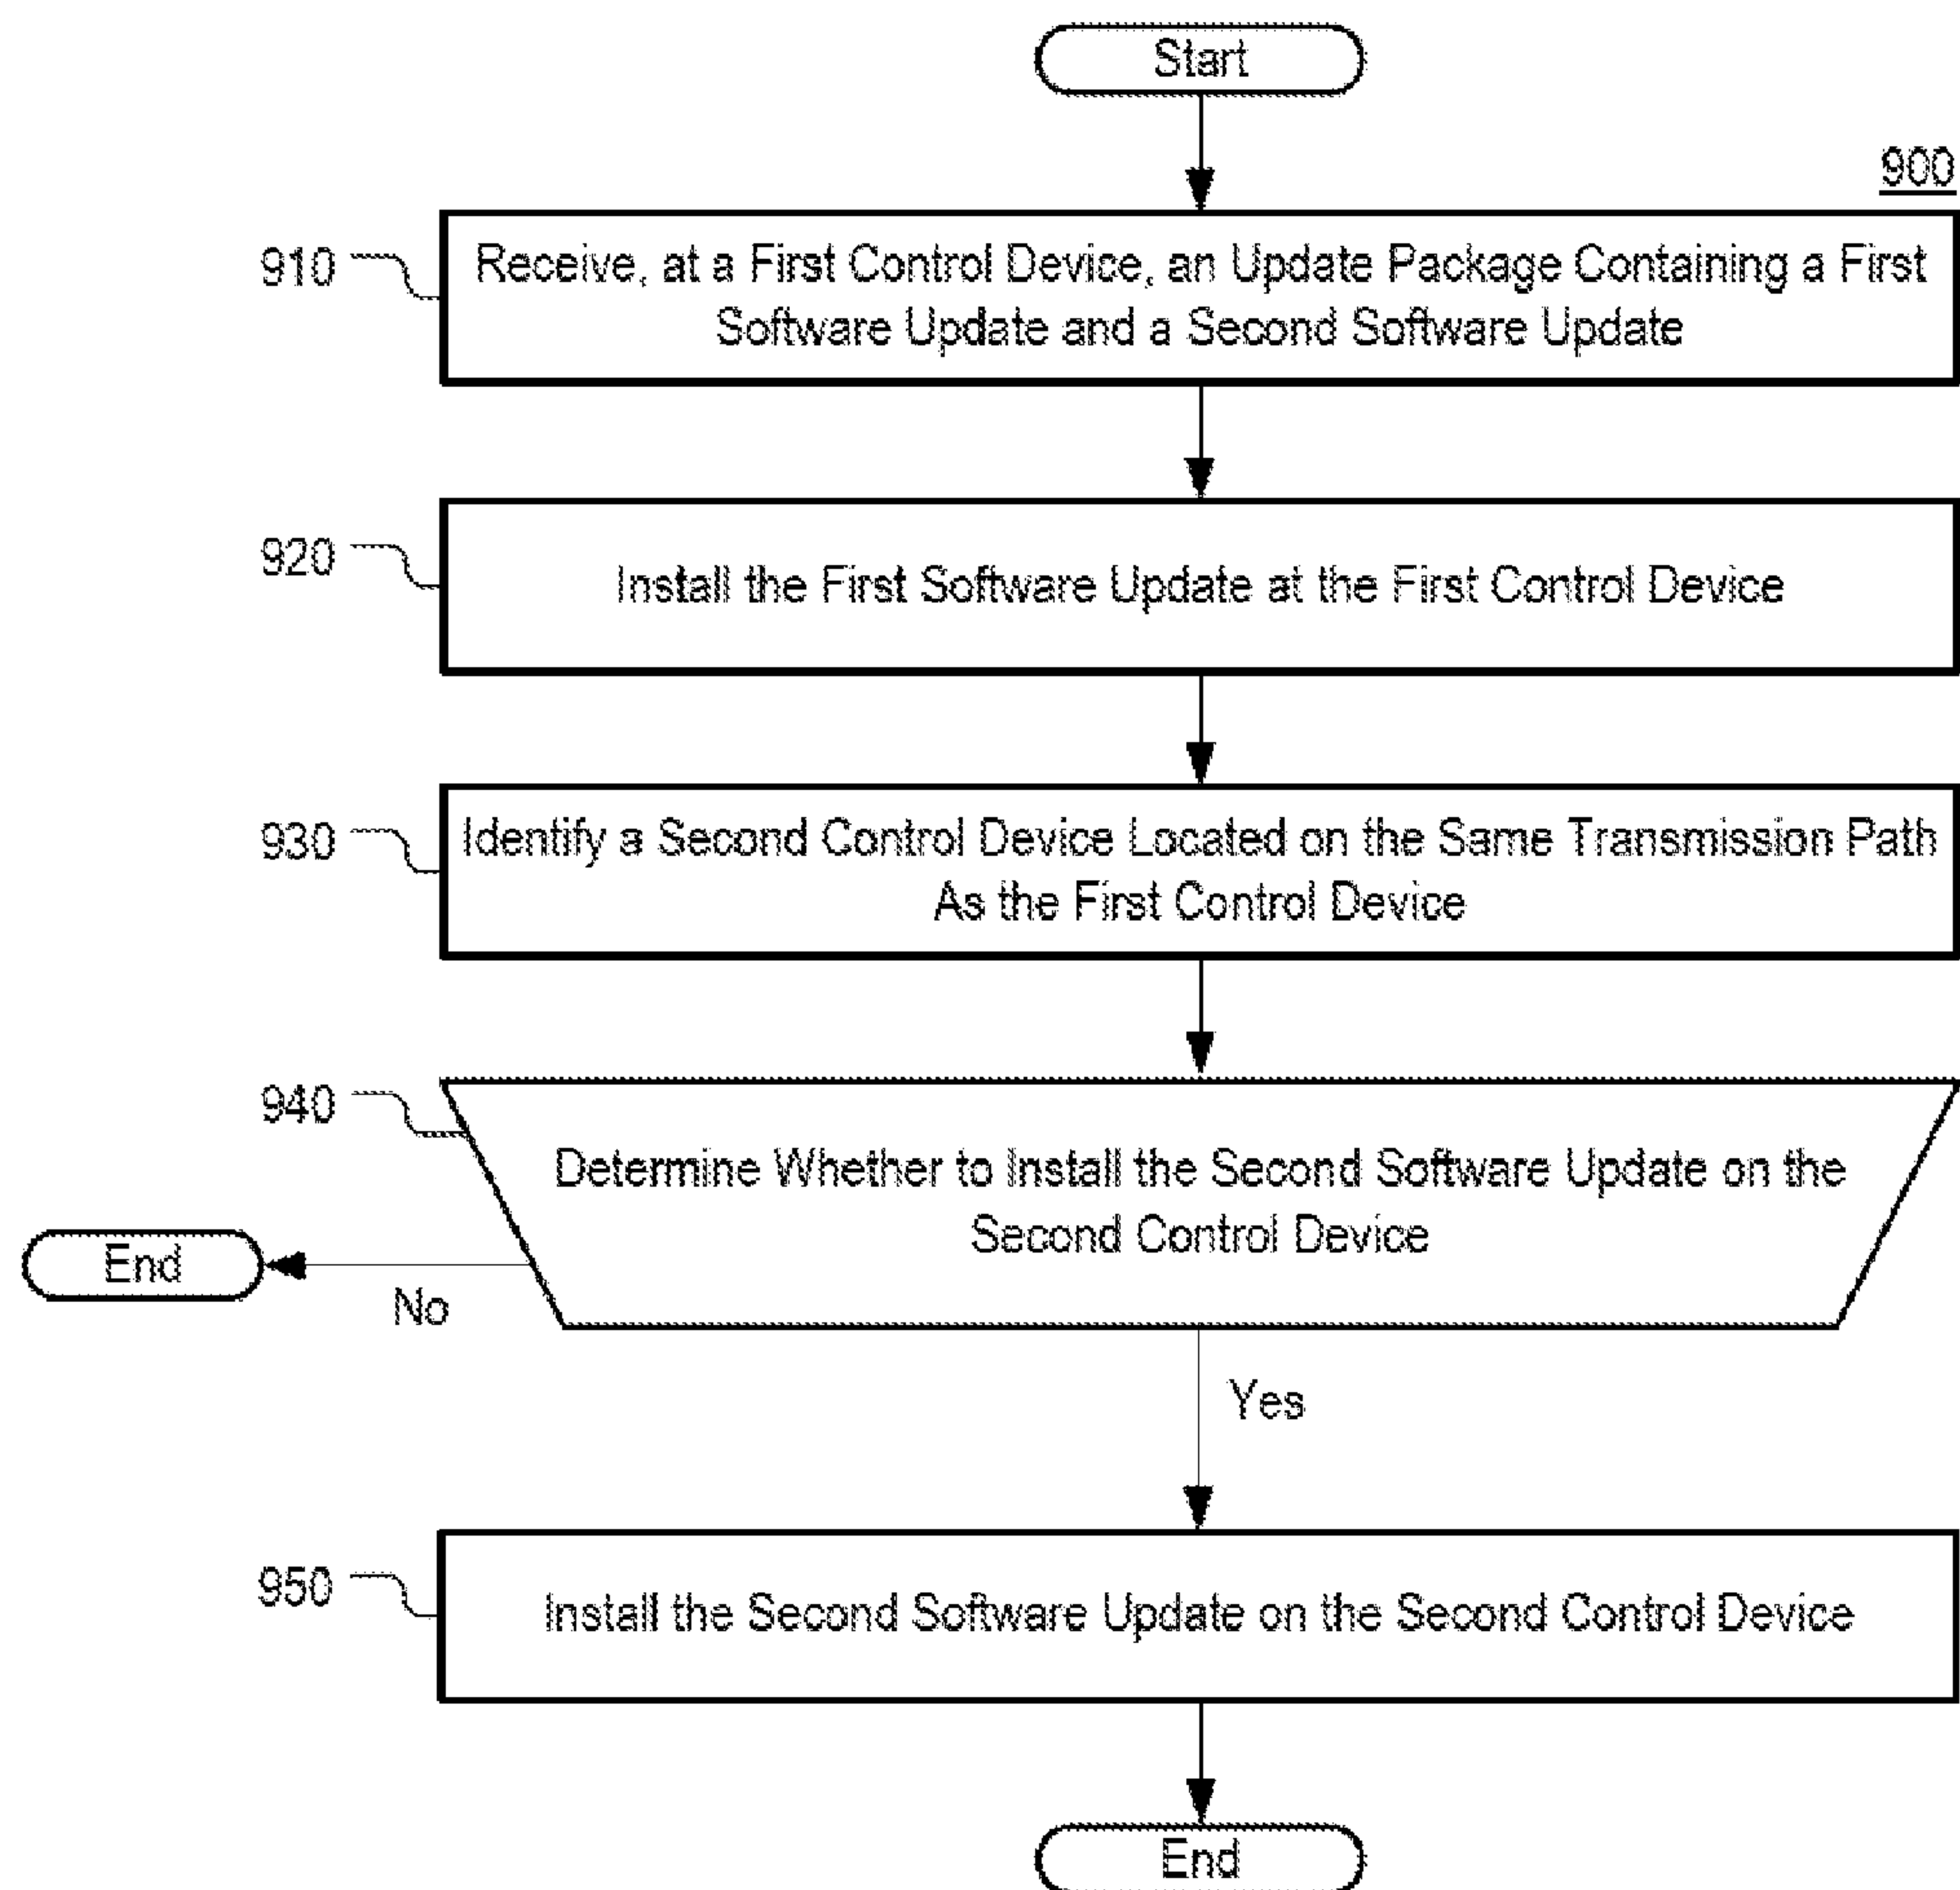 Start
900
910
Receive, at a First Control Device, an Update Package Containing a First
Software Update and a Second Software Update
920
Install the First Software Update at the First Control Device
930
Identify a Second Control Device Located on the Same Transmission Path
As the First Control Device
940
Determine Whether to Install the Second Software Update on the
Second Control Device
End
No
Yes
950
Install the Second Software Update on the Second Control Device
End